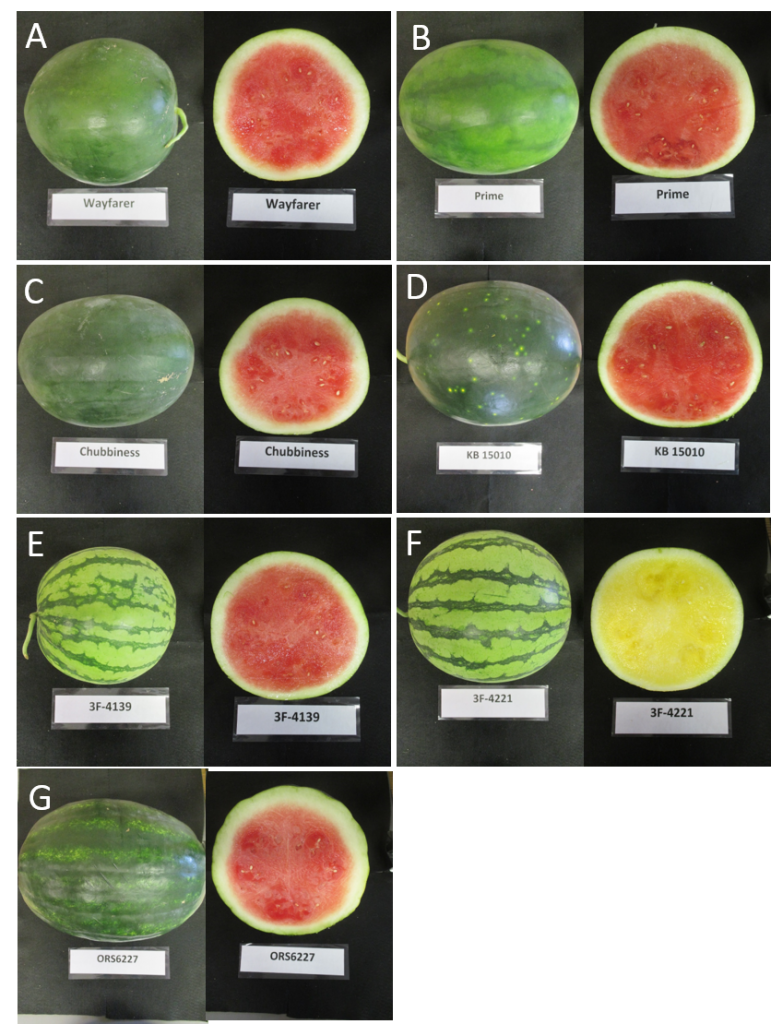 A
Wayfarer
Wayfarer
B
Prime
Prime
C
Chubbiness
Chubbiness
D
KB 15010
KB 15010
E
3F-4139
3F-4139
F
3F-4221
3F-4221
G
ORS6227
ORS6227